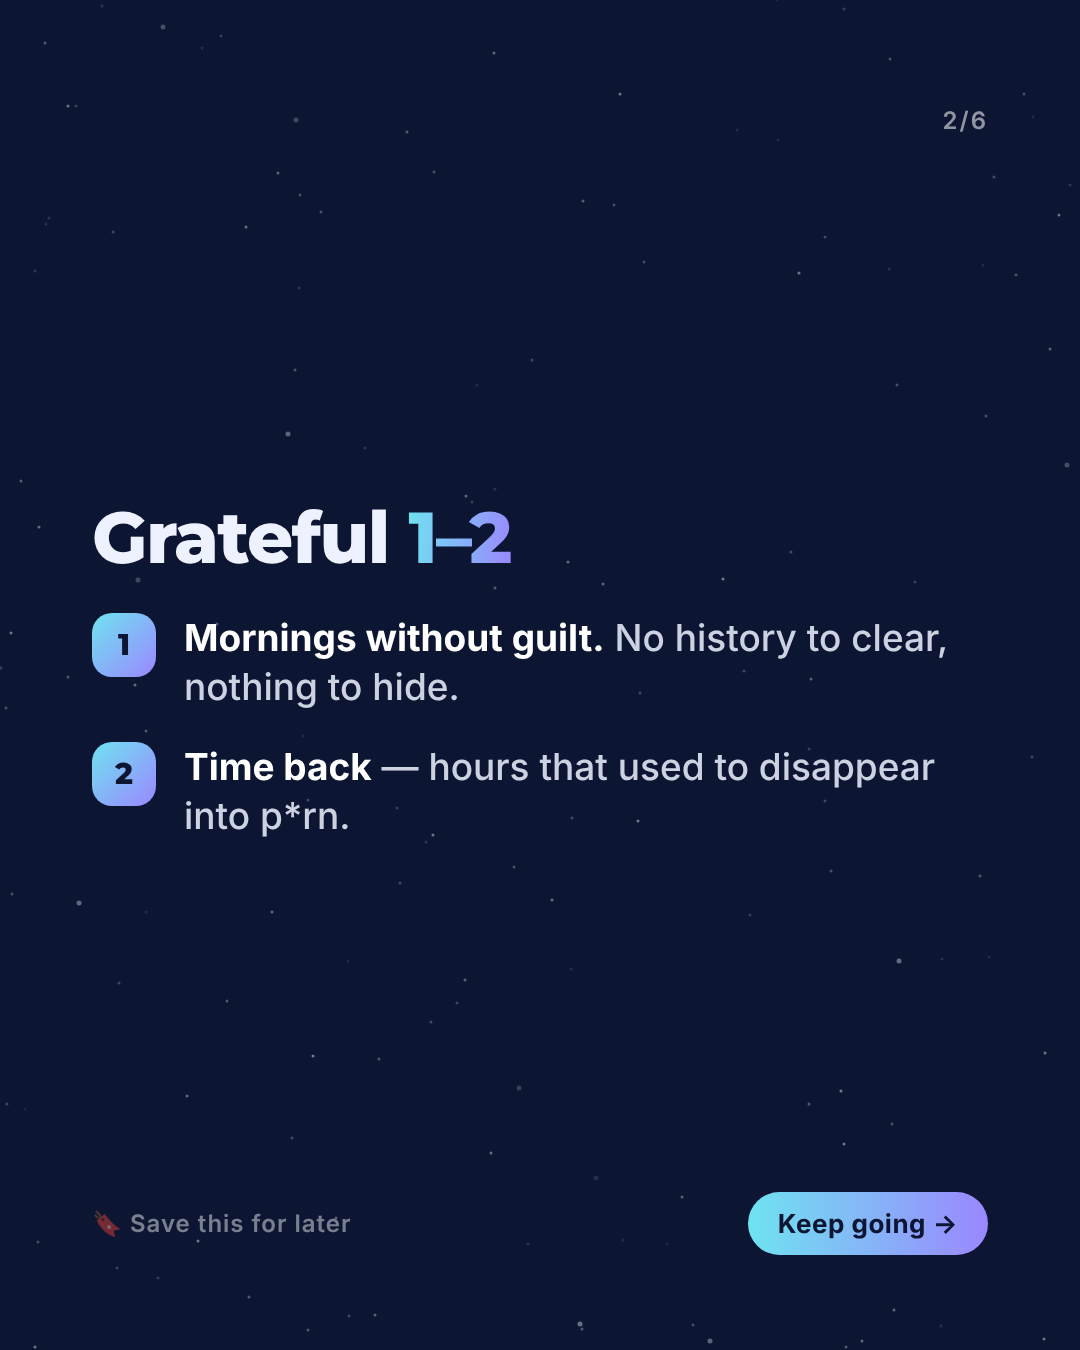 2/6
Grateful 1–2
1 Mornings without guilt. No history to clear,
nothing to hide.
2 Time back — hours that used to disappear
into p*rn.
🔖 Save this for later
Keep going →